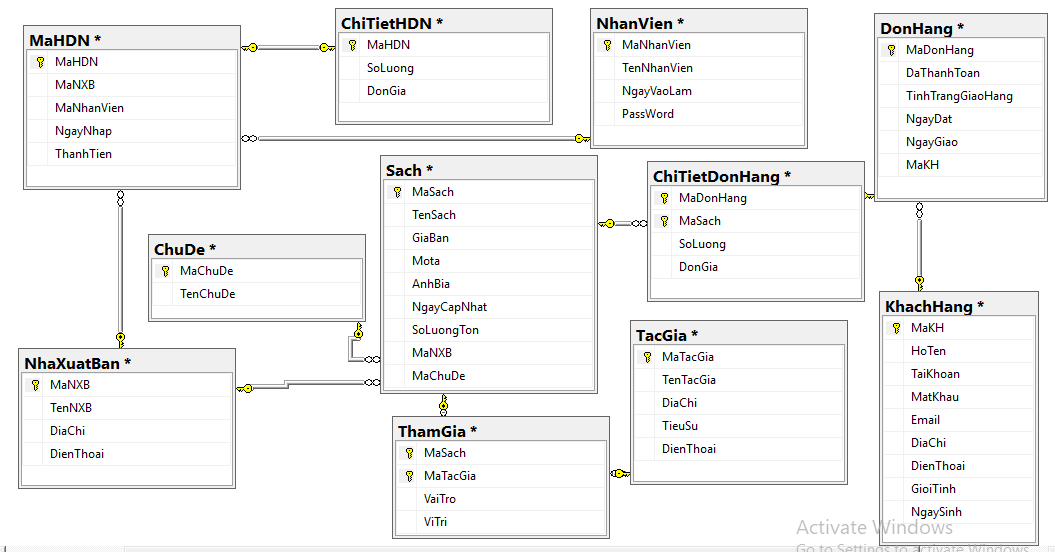 MaHDN *
MaHDN
MaNXB
MaNhanVien
NgayNhap
ThanhTien
ChiTietHDN *
MaHDN
SoLuong
DonGia
NhanVien *
MaNhanVien
TenNhanVien
NgayVaoLam
PassWord
DonHang *
MaDonHang
DaThanhToan
TinhTrangGiaoHang
NgayDat
NgayGiao
MaKH
Sach *
MaSach
TenSach
GiaBan
Mota
AnhBia
NgayCapNhat
SoLuongTon
MaNXB
MaChuDe
ChiTietDonHang *
MaDonHang
MaSach
SoLuong
DonGia
ChuDe *
MaChuDe
TenChuDe
NhaXuatBan *
MaNXB
TenNXB
DiaChi
DienThoai
TacGia *
MaTacGia
TenTacGia
DiaChi
TieuSu
DienThoai
KhachHang *
MaKH
HoTen
TaiKhoan
MatKhau
Email
DiaChi
DienThoai
GioiTinh
NgaySinh
ThamGia *
MaSach
MaTacGia
VaiTro
ViTri
Activate Windows
Go to Settings to activate Windows.